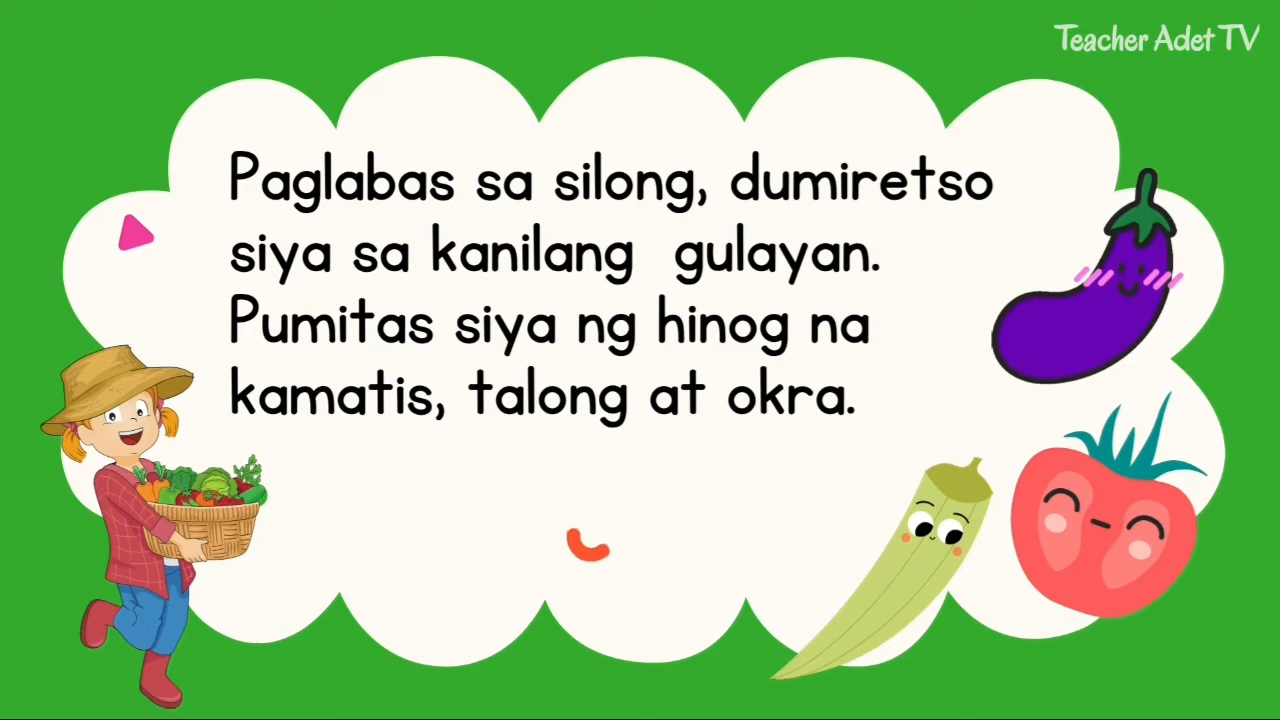 Teacher Adet TV
Paglabas sa silong, dumiretso
siya sa kanilang gulayan.
Pumitas siya ng hinog na
kamatis, talong at okra.